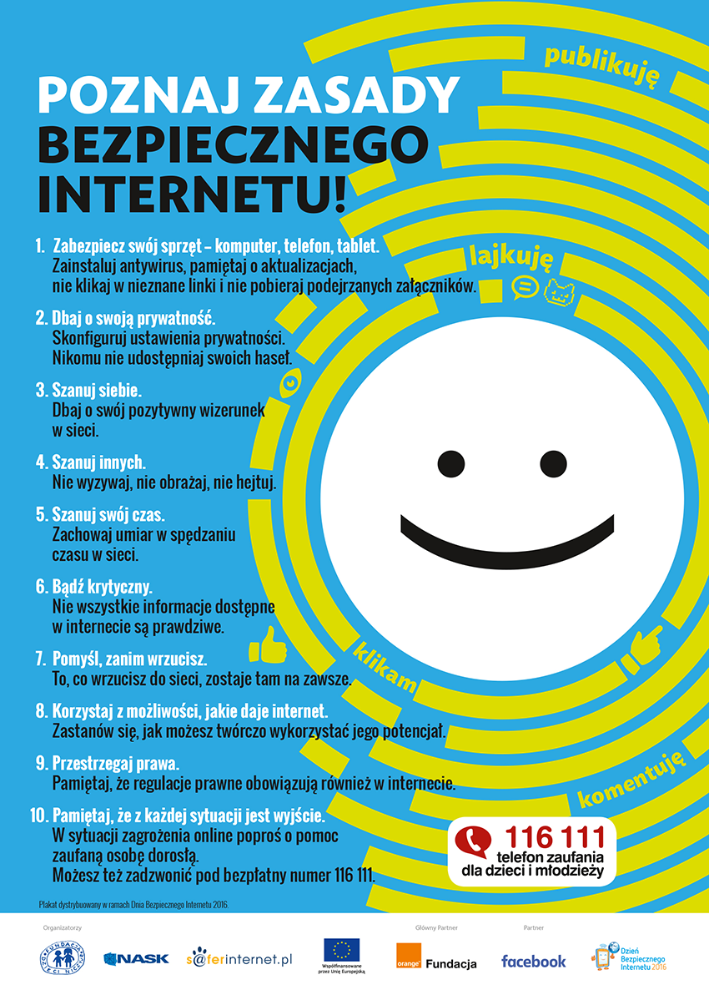 publikuję
POZNAJ ZASADY
BEZPIECZNEGO
INTERNETU!
1. Zabezpiecz swój sprzęt – komputer, telefon, tablet.
Zainstaluj antywirus, pamiętaj o aktualizacjach,
nie klikaj w nieznane linki i nie pobieraj podejrzanych załączników.
lajkuję
2. Dbaj o swoją prywatność.
Skonfiguruj ustawienia prywatności.
Nikomu nie udostępniaj swoich haseł.
3. Szanuj siebie.
Dbaj o swój pozytywny wizerunek
w sieci.
4. Szanuj innych.
Nie wyzywaj, nie obrażaj, nie hejtuj.
5. Szanuj swój czas.
Zachowaj umiar w spędzaniu
czasu w sieci.
6. Bądź krytyczny.
Nie wszystkie informacje dostępne
w internecie są prawdziwe.
7. Pomyśl, zanim wrzucisz.
To, co wrzucisz do sieci, zostaje tam na zawsze.
klikam
8. Korzystaj z możliwości, jakie daje internet.
Zastanów się, jak możesz twórczo wykorzystać jego potencjał.
9. Przestrzegaj prawa.
Pamiętaj, że regulacje prawne obowiązują również w internecie.
komentuję
10. Pamiętaj, że z każdej sytuacji jest wyjście.
W sytuacji zagrożenia online poproś o pomoc
zaufaną osobę dorosłą.
Możesz też zadzwonić pod bezpłatny numer 116 111.
116 111
telefon zaufania
dla dzieci i młodzieży
Plakat dystrybuowany w ramach Dnia Bezpiecznego Internetu 2016.
Organizatorzy
Główny Partner
Partner
FUNDACJA
DZIECI NICZYJE
NASK
s@ferinternet.pl
Współfinansowane
przez Unię Europejską
orange
Fundacja
facebook
Dzień
Bezpiecznego
Internetu 2016